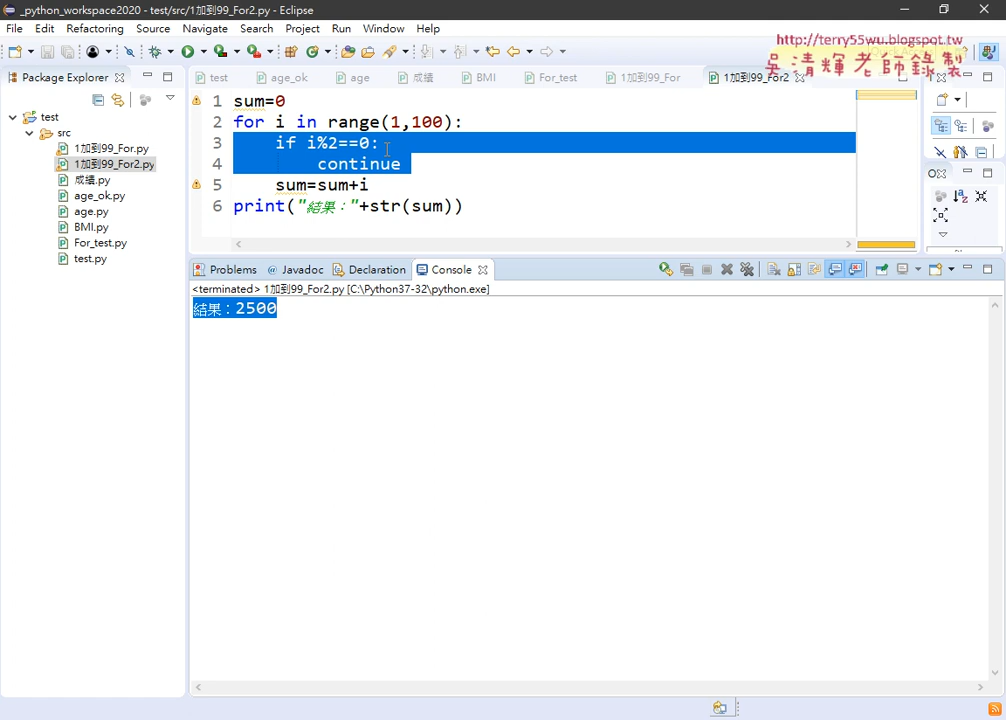 _python_workspace2020 - test/src/1加到99_For2.py - Eclipse
File Edit Refactoring Source Navigate Search Project Run Window Help
http://terry55wu.blogspot.tw
吳清輝老師錄製
Package Explorer
test
age_ok
age
成績
BMI
For_test
1加到99_For
1加到99_For2
test
src
1加到99_For.py
1加到99_For2.py
成績.py
age_ok.py
age.py
BMI.py
For_test.py
test.py
1 sum=0
2 for i in range(1,100):
3 if i%2==0:
4 continue
5 sum=sum+i
6 print("結果："+str(sum))
Problems @ Javadoc Declaration Console
<terminated> 1加到99_For2.py [C:\Python37-32\python.exe]
結果：2500